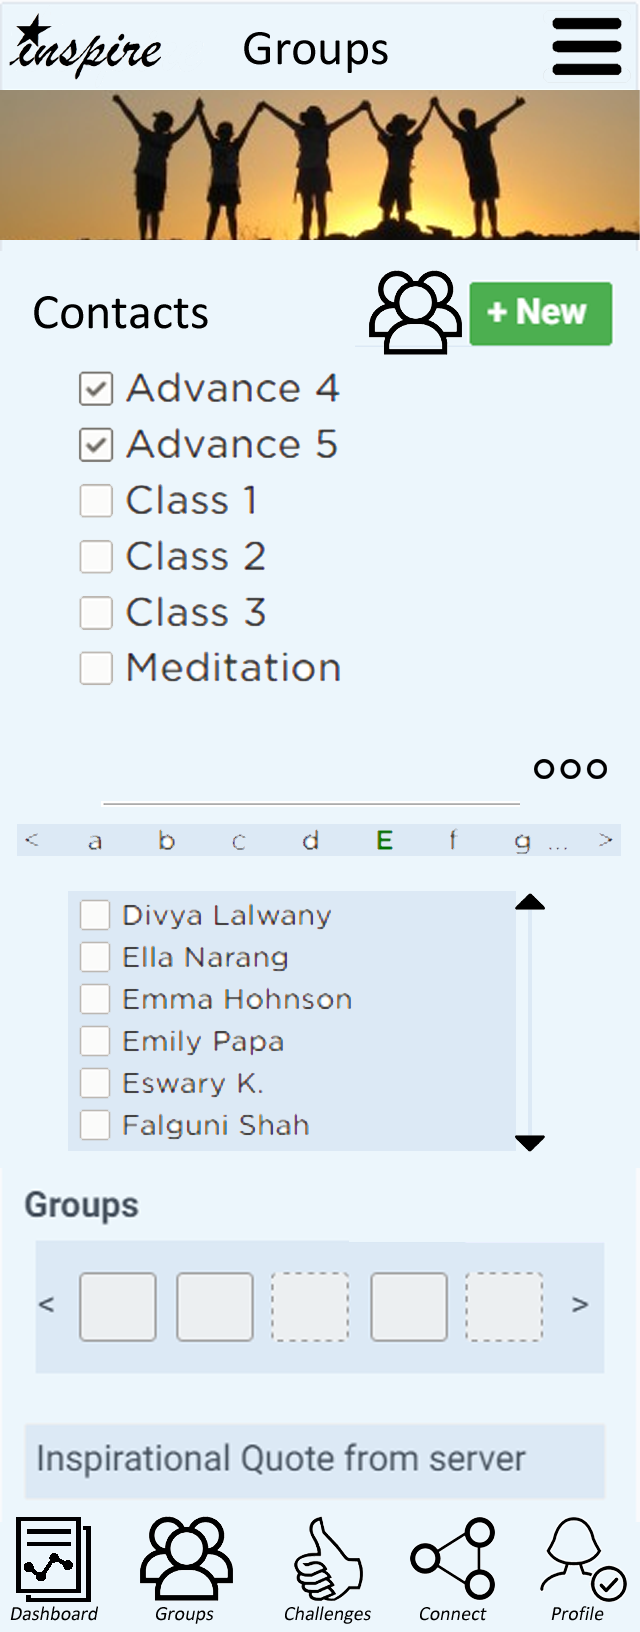 inspire Groups
Contacts + New
Advance 4
Advance 5
Class 1
Class 2
Class 3
Meditation
< a b c d E f g ... >
Divya Lalwany
Ella Narang
Emma Hohnson
Emily Papa
Eswary K.
Falguni Shah
Groups
< >
Inspirational Quote from server
Dashboard Groups Challenges Connect Profile